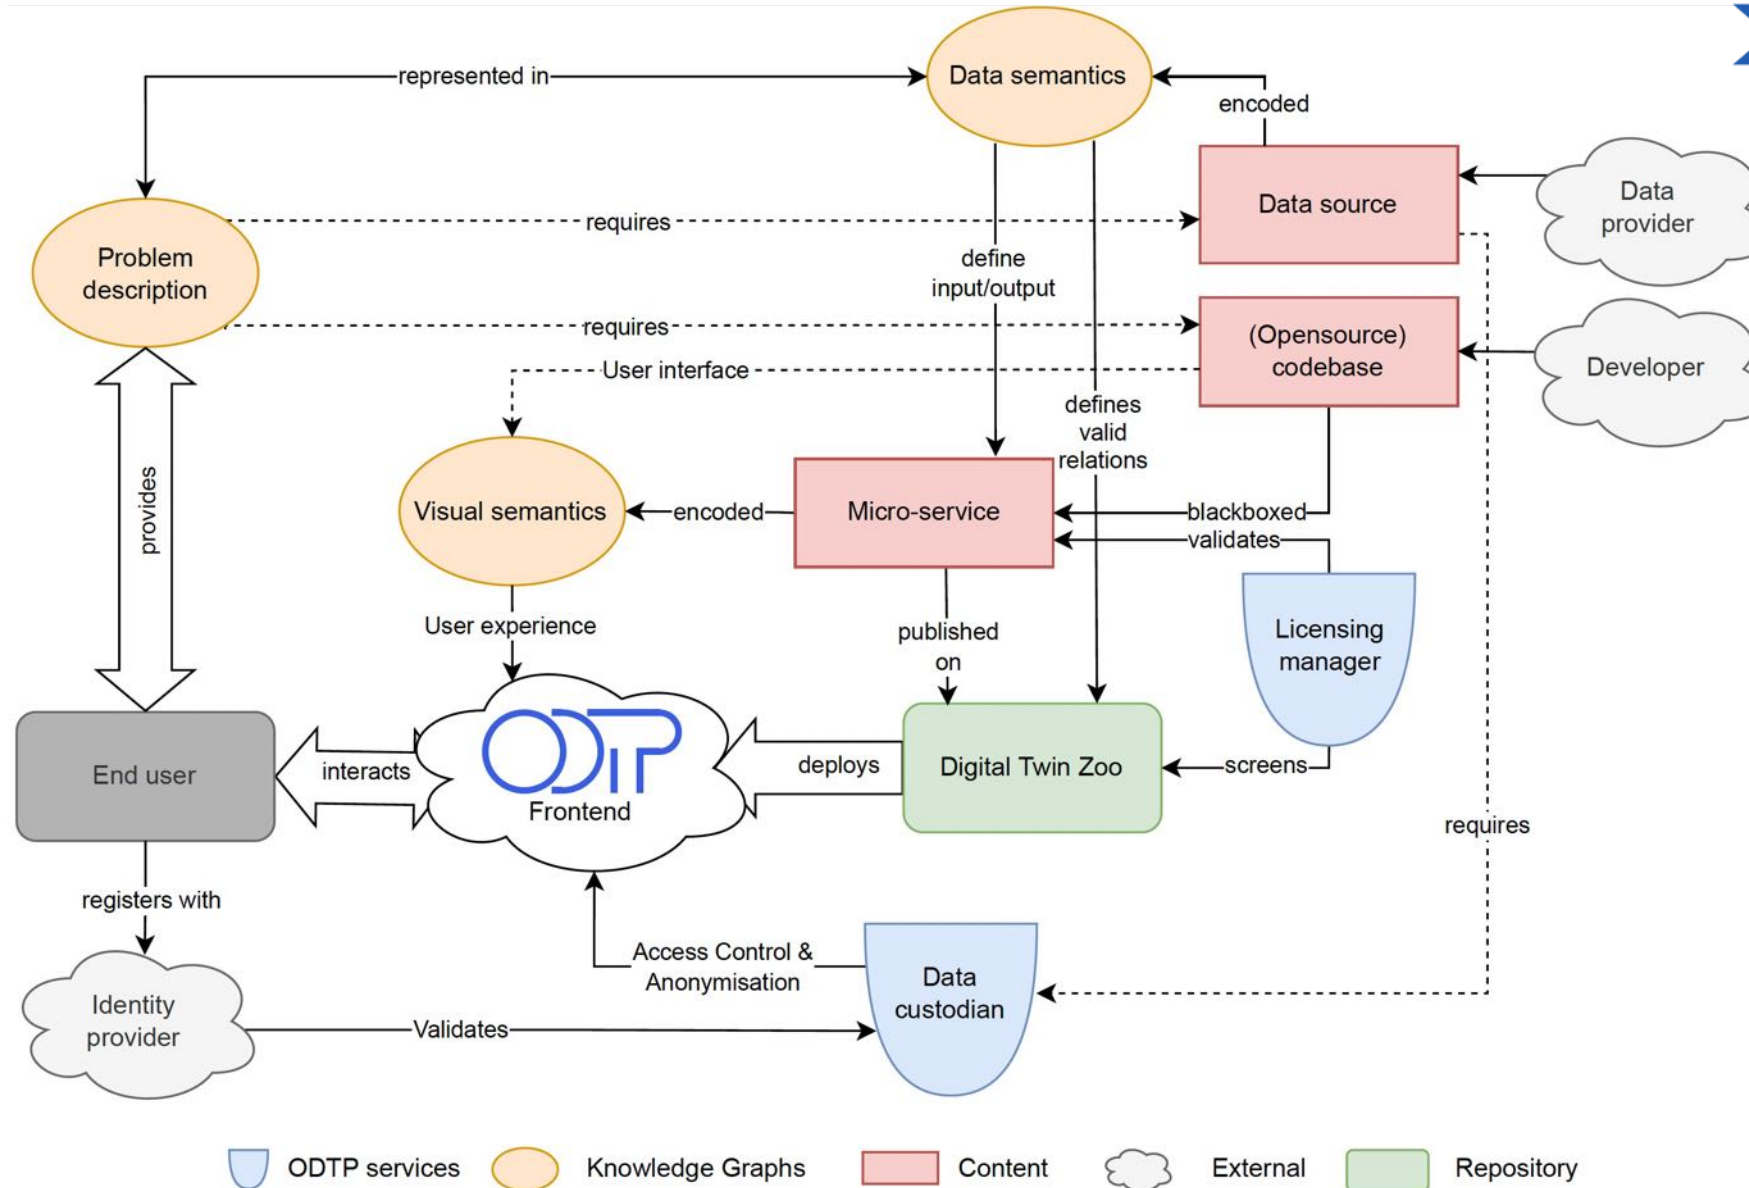 represented in
Data semantics
encoded
Data source
Data
provider
requires
Problem
description
define
input/output
requires
(Opensource)
codebase
Developer
User interface
defines
valid
relations
provides
Visual semantics
encoded
Micro-service
blackboxed
validates
User experience
published
on
Licensing
manager
End user
interacts
ODTP
Frontend
deploys
Digital Twin Zoo
screens
requires
registers with
Access Control &
Anonymisation
Data
custodian
Identity
provider
Validates
ODTP services
Knowledge Graphs
Content
External
Repository